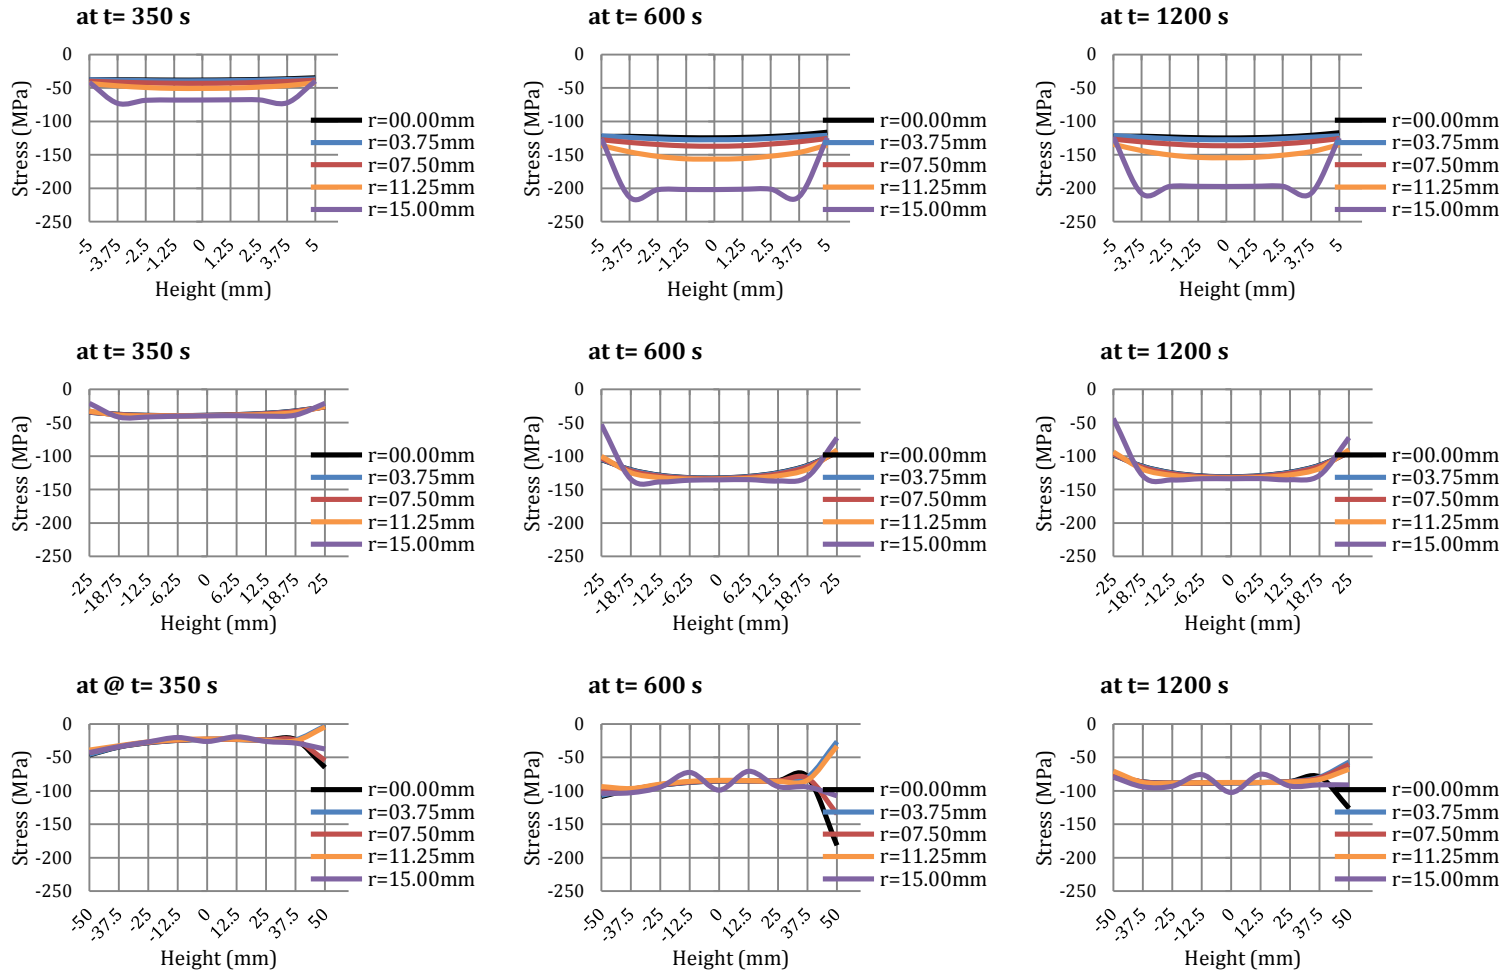 at t= 350 s
0
-50
-100
-150
-200
-250
Stress (MPa)
-5
-3.75
-2.5
-1.25
0
1.25
2.5
3.75
5
Height (mm)
r=00.00mm
r=03.75mm
r=07.50mm
r=11.25mm
r=15.00mm
at t= 600 s
0
-50
-100
-150
-200
-250
Stress (MPa)
-5
-3.75
-2.5
-1.25
0
1.25
2.5
3.75
5
Height (mm)
r=00.00mm
r=03.75mm
r=07.50mm
r=11.25mm
r=15.00mm
at t= 1200 s
0
-50
-100
-150
-200
-250
Stress (MPa)
-5
-3.75
-2.5
-1.25
0
1.25
2.5
3.75
5
Height (mm)
r=00.00mm
r=03.75mm
r=07.50mm
r=11.25mm
r=15.00mm
at t= 350 s
0
-50
-100
-150
-200
-250
Stress (MPa)
-25
-18.75
-12.5
-6.25
0
6.25
12.5
18.75
25
Height (mm)
r=00.00mm
r=03.75mm
r=07.50mm
r=11.25mm
r=15.00mm
at t= 600 s
0
-50
-100
-150
-200
-250
Stress (MPa)
-25
-18.75
-12.5
-6.25
0
6.25
12.5
18.75
25
Height (mm)
r=00.00mm
r=03.75mm
r=07.50mm
r=11.25mm
r=15.00mm
at t= 1200 s
0
-50
-100
-150
-200
-250
Stress (MPa)
-25
-18.75
-12.5
-6.25
0
6.25
12.5
18.75
25
Height (mm)
r=00.00mm
r=03.75mm
r=07.50mm
r=11.25mm
r=15.00mm
at @ t= 350 s
0
-50
-100
-150
-200
-250
Stress (MPa)
-50
-37.5
-25
-12.5
0
12.5
25
37.5
50
Height (mm)
r=00.00mm
r=03.75mm
r=07.50mm
r=11.25mm
r=15.00mm
at t= 600 s
0
-50
-100
-150
-200
-250
Stress (MPa)
-50
-37.5
-25
-12.5
0
12.5
25
37.5
50
Height (mm)
r=00.00mm
r=03.75mm
r=07.50mm
r=11.25mm
r=15.00mm
at t= 1200 s
0
-50
-100
-150
-200
-250
Stress (MPa)
-50
-37.5
-25
-12.5
0
12.5
25
37.5
50
Height (mm)
r=00.00mm
r=03.75mm
r=07.50mm
r=11.25mm
r=15.00mm